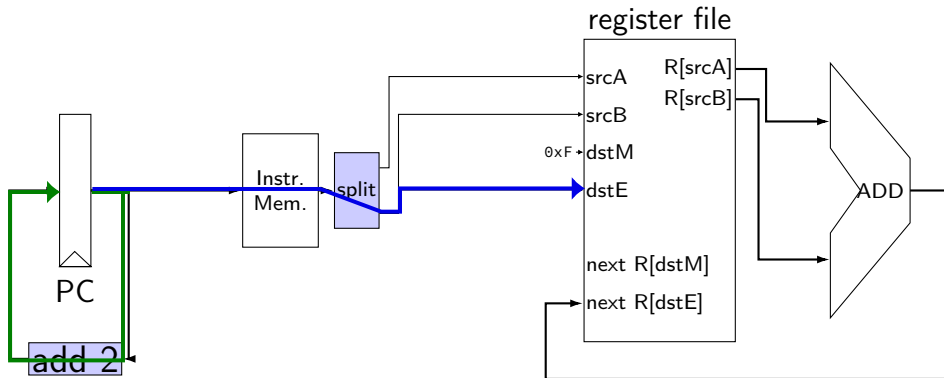 register file
srcA
R[srcA]
R[srcB]
srcB
0xF
dstM
Instr.
Mem.
split
dstE
ADD
next R[dstM]
PC
next R[dstE]
add 2